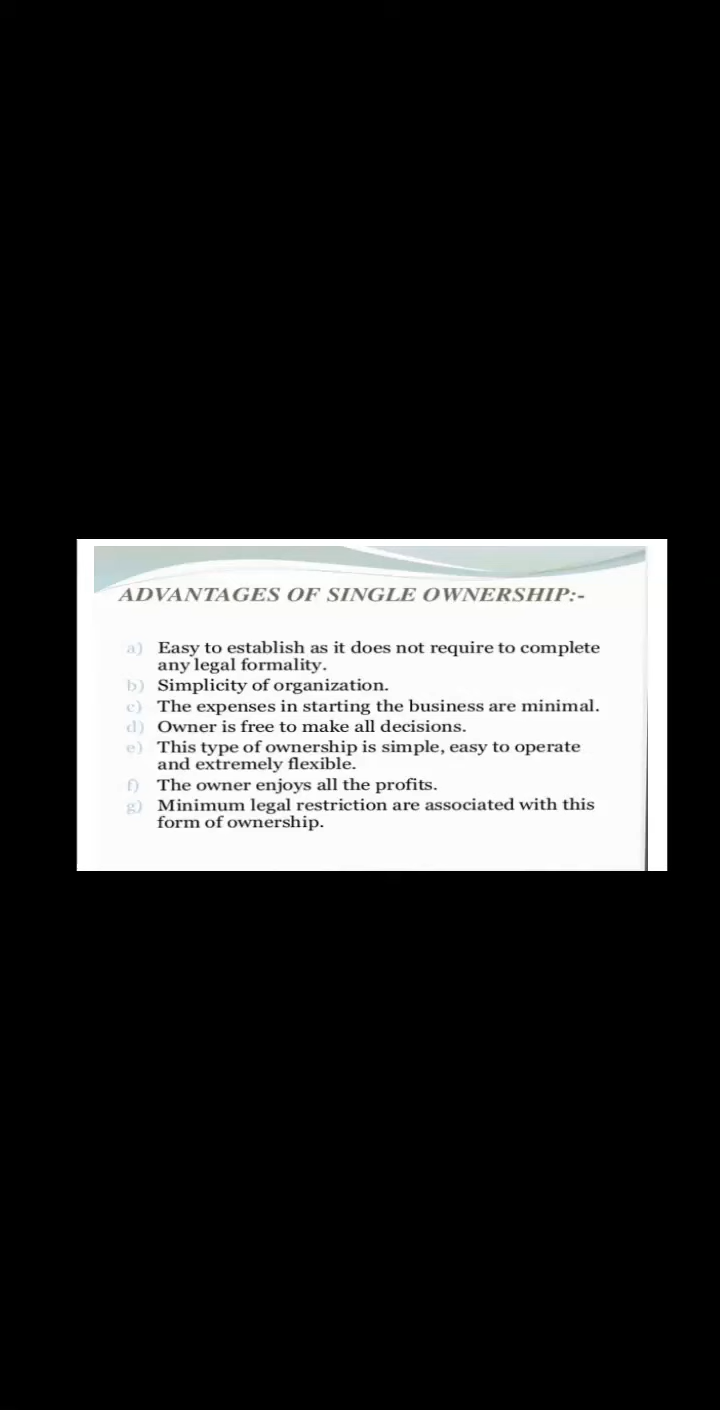 ADVANTAGES OF SINGLE OWNERSHIP:-
a) Easy to establish as it does not require to complete
any legal formality.
b) Simplicity of organization.
c) The expenses in starting the business are minimal.
d) Owner is free to make all decisions.
e) This type of ownership is simple, easy to operate
and extremely flexible.
f) The owner enjoys all the profits.
g) Minimum legal restriction are associated with this
form of ownership.